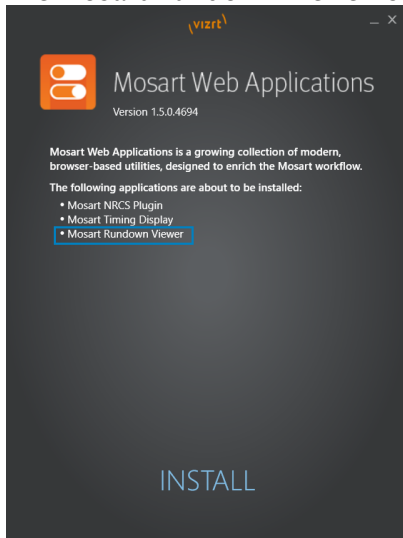 (vizrt)
Mosart Web Applications
Version 1.5.0.4694
Mosart Web Applications is a growing collection of modern,
browser-based utilities, designed to enrich the Mosart workflow.
The following applications are about to be installed:
• Mosart NRCS Plugin
• Mosart Timing Display
• Mosart Rundown Viewer
INSTALL